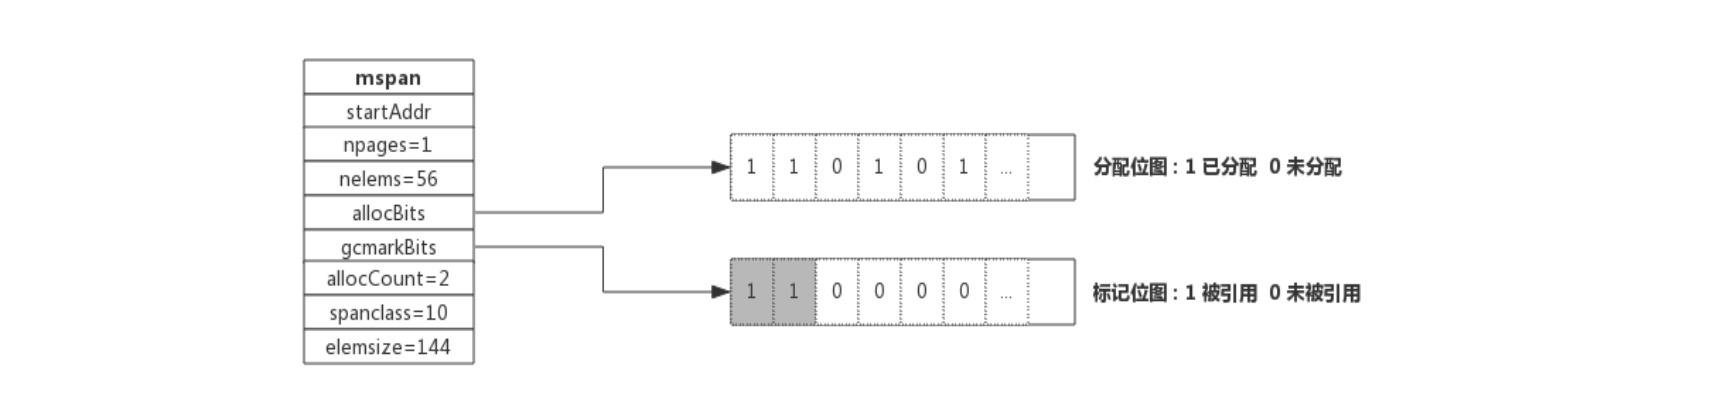 mspan
startAddr
npages=1
nelems=56
allocBits
gcmarkBits
allocCount=2
spanclass=10
elemsize=144
1 1 0 1 0 1 ...
分配位图：1 已分配 0 未分配
1 1 0 0 0 0 ...
标记位图：1 被引用 0 未被引用